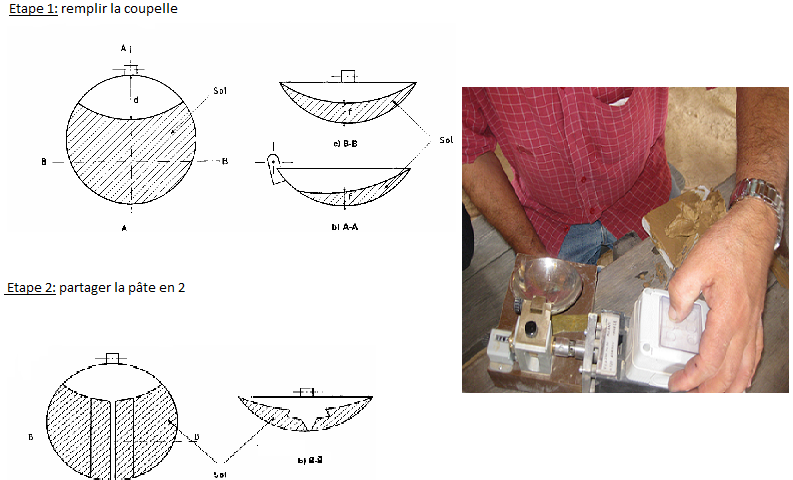 Etape 1: remplir la coupelle
A
d
Sol
B
B
A
f
c) B-B
Sol
f
b) A-A
Etape 2: partager la pâte en 2
B
Sol
b) B-B